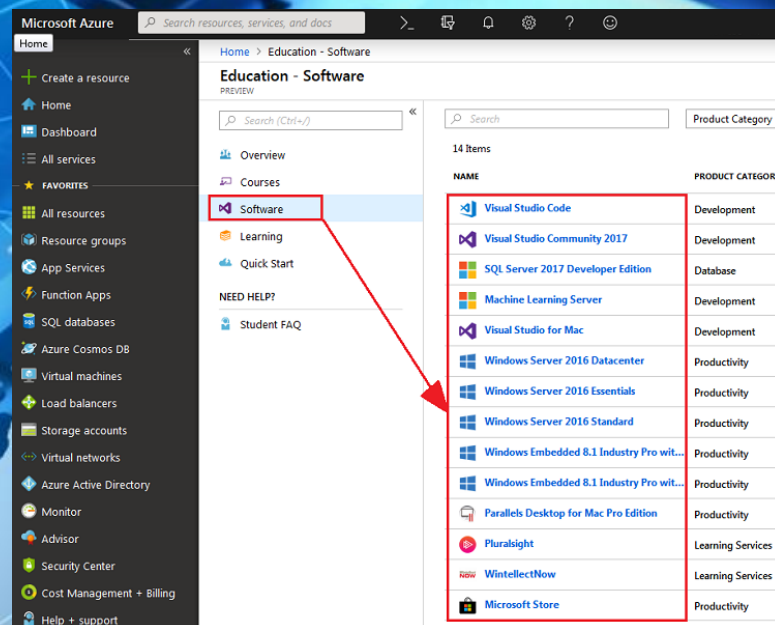 Microsoft Azure
Search resources, services, and docs
Home
Create a resource
Home
Dashboard
All services
FAVORITES
All resources
Resource groups
App Services
Function Apps
SQL databases
Azure Cosmos DB
Virtual machines
Load balancers
Storage accounts
Virtual networks
Azure Active Directory
Monitor
Advisor
Security Center
Cost Management + Billing
Help + support
Home > Education - Software
Education - Software
PREVIEW
Search (Ctrl+/)
Overview
Courses
Software
Learning
Quick Start
NEED HELP?
Student FAQ
Search
Product Category
14 Items
NAME PRODUCT CATEGOR
Visual Studio Code Development
Visual Studio Community 2017 Development
SQL Server 2017 Developer Edition Database
Machine Learning Server Development
Visual Studio for Mac Development
Windows Server 2016 Datacenter Productivity
Windows Server 2016 Essentials Productivity
Windows Server 2016 Standard Productivity
Windows Embedded 8.1 Industry Pro wit... Productivity
Windows Embedded 8.1 Industry Pro wit... Productivity
Parallels Desktop for Mac Pro Edition Productivity
Pluralsight Learning Services
WintellectNow Learning Services
Microsoft Store Productivity